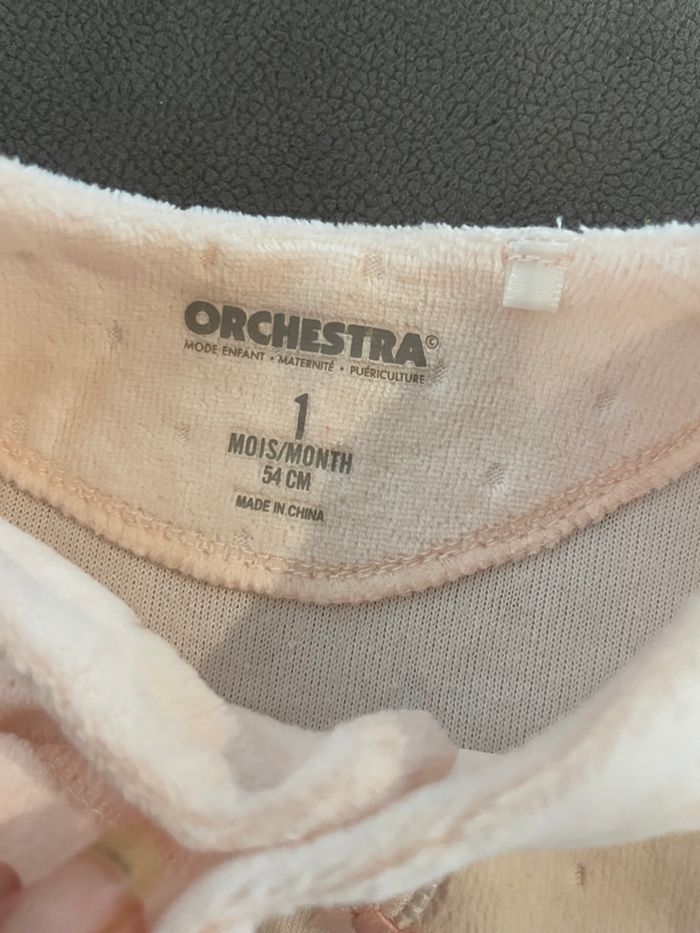 ORCHESTRA©
MODE ENFANT • MATERNITÉ • PUÉRICULTURE
1
MOIS/MONTH
54 CM
MADE IN CHINA